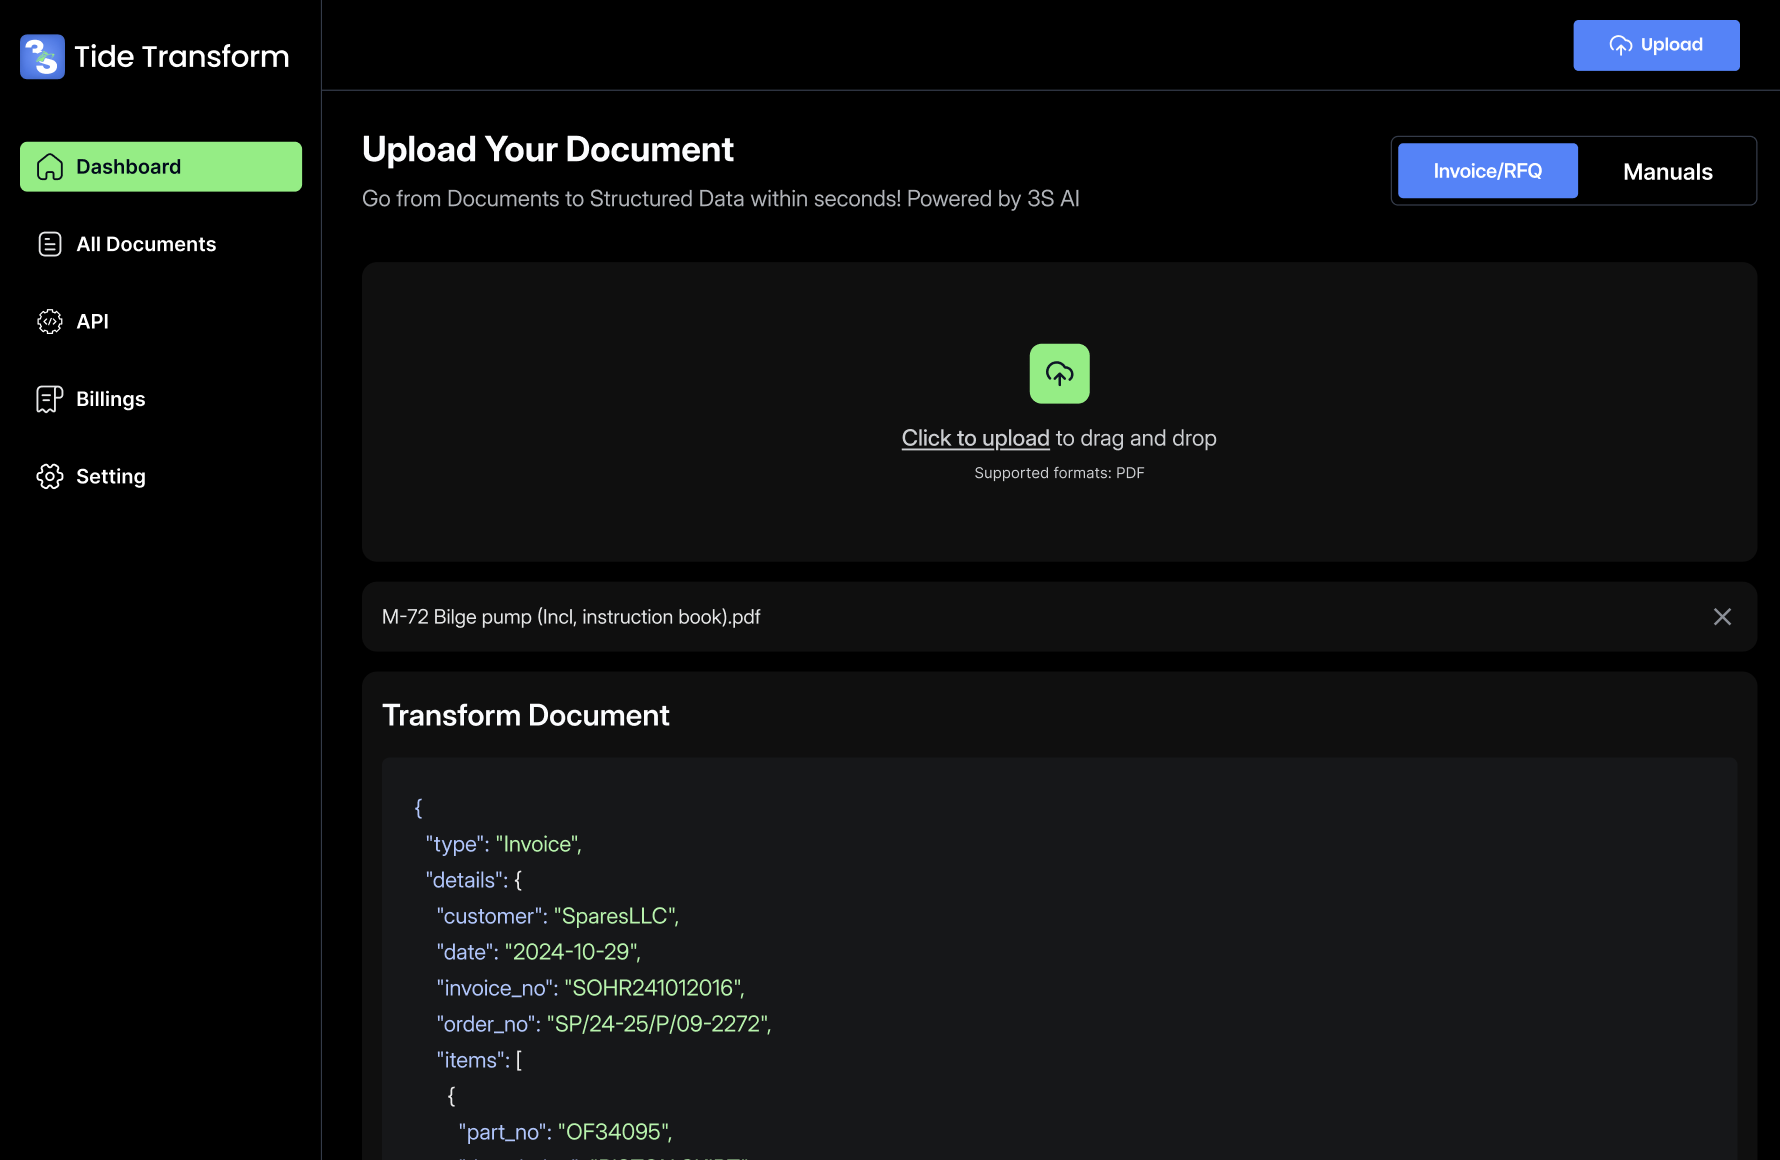 Tide Transform
Upload
Dashboard
All Documents
API
Billings
Setting
Upload Your Document
Go from Documents to Structured Data within seconds! Powered by 3S AI
Invoice/RFQ
Manuals
Click to upload to drag and drop
Supported formats: PDF
M-72 Bilge pump (Incl, instruction book).pdf
Transform Document
{
"type": "Invoice",
"details": {
"customer": "SparesLLC",
"date": "2024-10-29",
"invoice_no": "SOHR241012016",
"order_no": "SP/24-25/P/09-2272",
"items": [
{
"part_no": "OF34095",